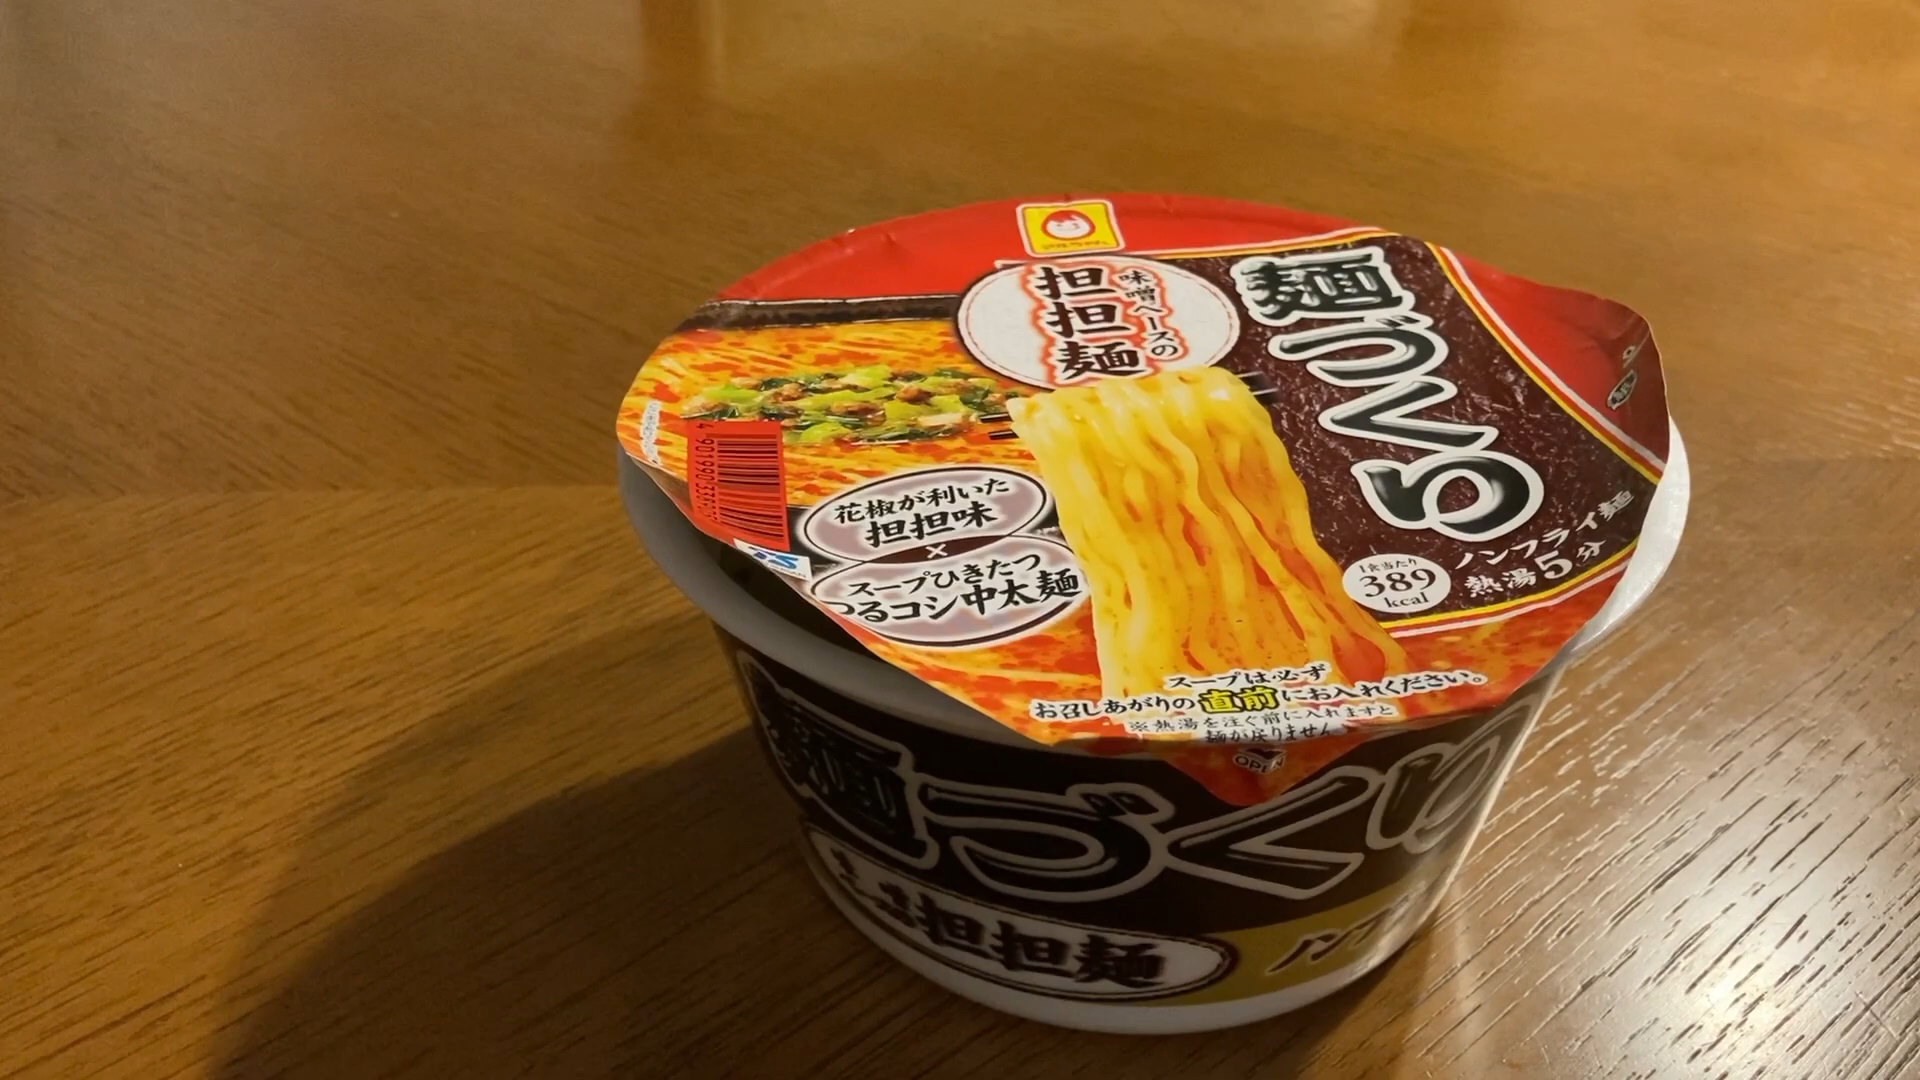 味噌ベースの
担担麺
麺づくり
花椒が利いた
担担味
×
スープひきたつ
つるコシ中太麺
ノンフライ麺
熱湯5分
1食当たり
389
kcal
スープは必ず
お召しあがりの直前にお入れください。
※熱湯を注ぐ前に入れますと
麺が戻りません。
OPEN
麺づくり
担担麺